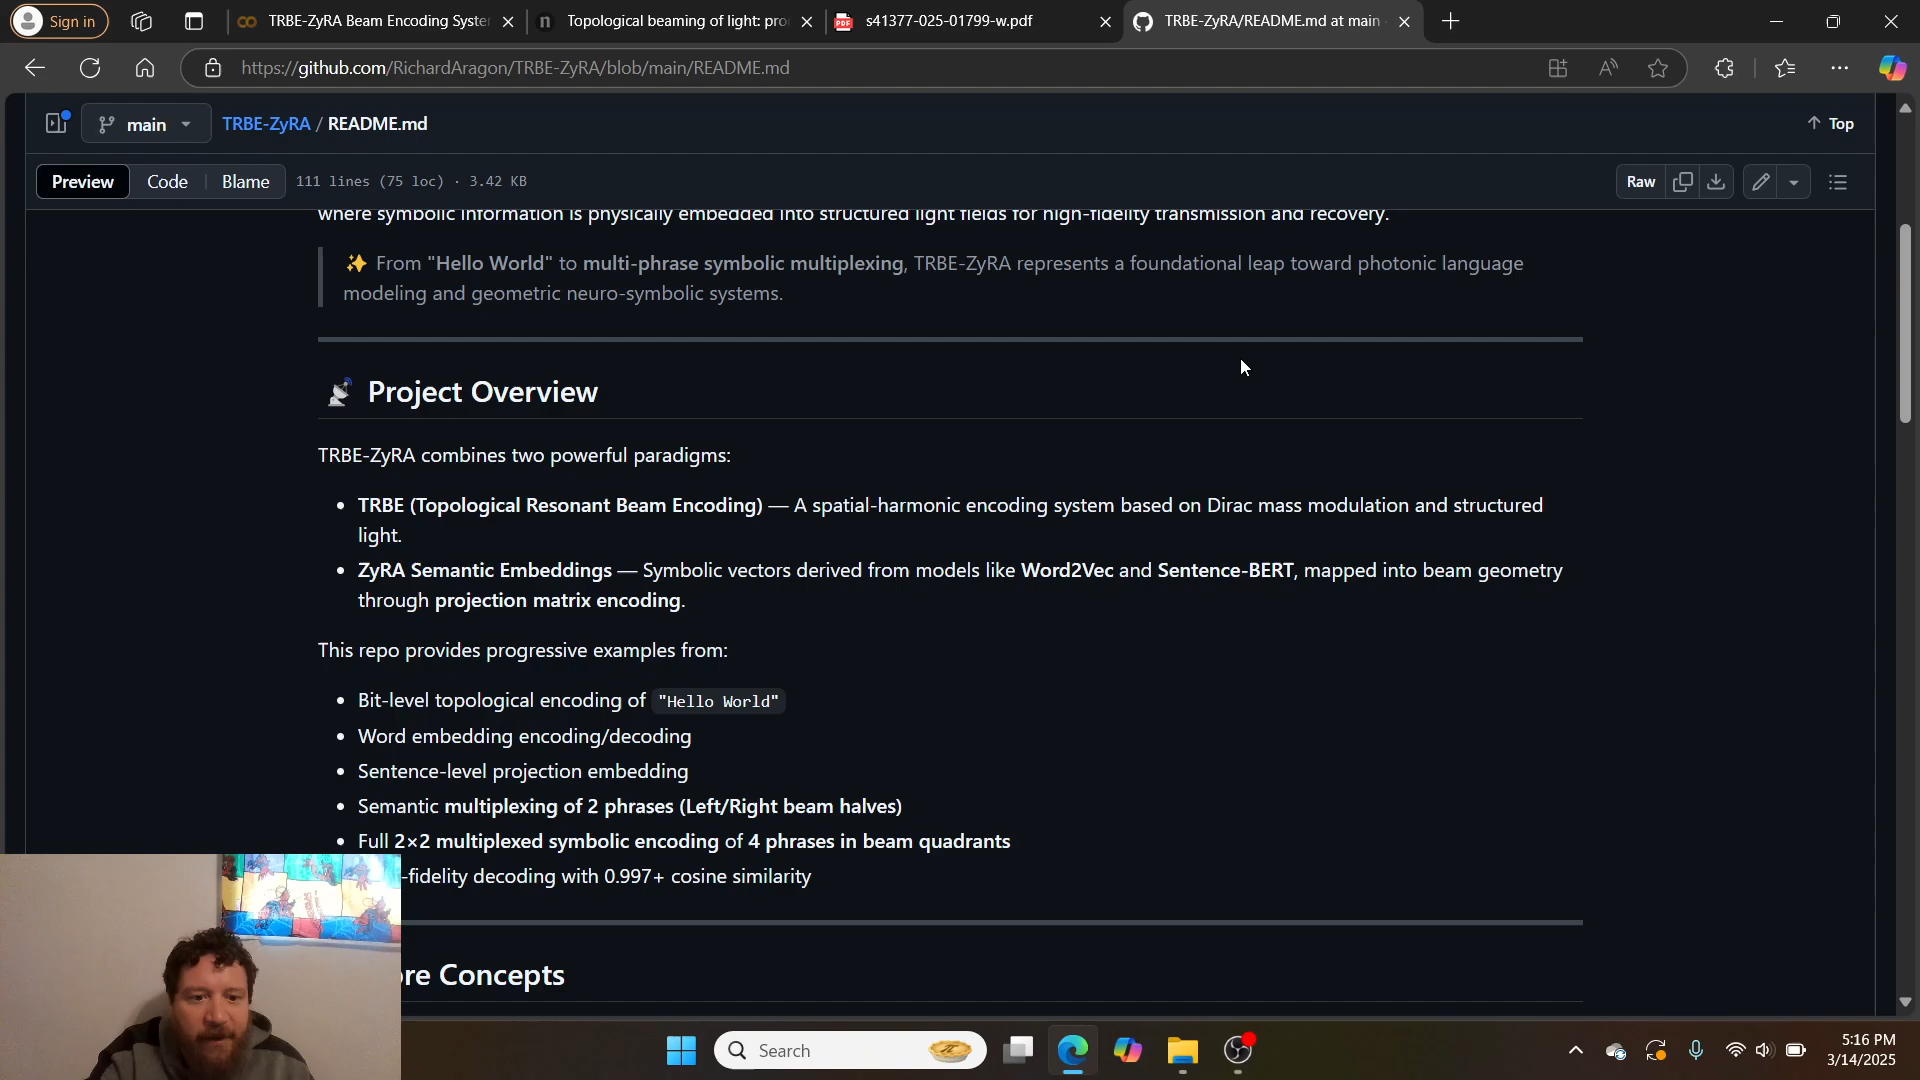 Sign in
TRBE-ZyRA Beam Encoding Syste
Topological beaming of light: pro
s41377-025-01799-w.pdf
TRBE-ZyRA/README.md at main
https://github.com/RichardAragon/TRBE-ZyRA/blob/main/README.md
main
TRBE-ZyRA / README.md
Top
Preview
Code
Blame
111 lines (75 loc) · 3.42 KB
Raw
where symbolic information is physically embedded into structured light fields for high-fidelity transmission and recovery.
✨ From "Hello World" to multi-phrase symbolic multiplexing, TRBE-ZyRA represents a foundational leap toward photonic language
modeling and geometric neuro-symbolic systems.
Project Overview
TRBE-ZyRA combines two powerful paradigms:
• TRBE (Topological Resonant Beam Encoding) — A spatial-harmonic encoding system based on Dirac mass modulation and structured
light.
• ZyRA Semantic Embeddings — Symbolic vectors derived from models like Word2Vec and Sentence-BERT, mapped into beam geometry
through projection matrix encoding.
This repo provides progressive examples from:
• Bit-level topological encoding of "Hello World"
• Word embedding encoding/decoding
• Sentence-level projection embedding
• Semantic multiplexing of 2 phrases (Left/Right beam halves)
• Full 2×2 multiplexed symbolic encoding of 4 phrases in beam quadrants
-fidelity decoding with 0.997+ cosine similarity
ore Concepts
Search
5:16 PM
3/14/2025